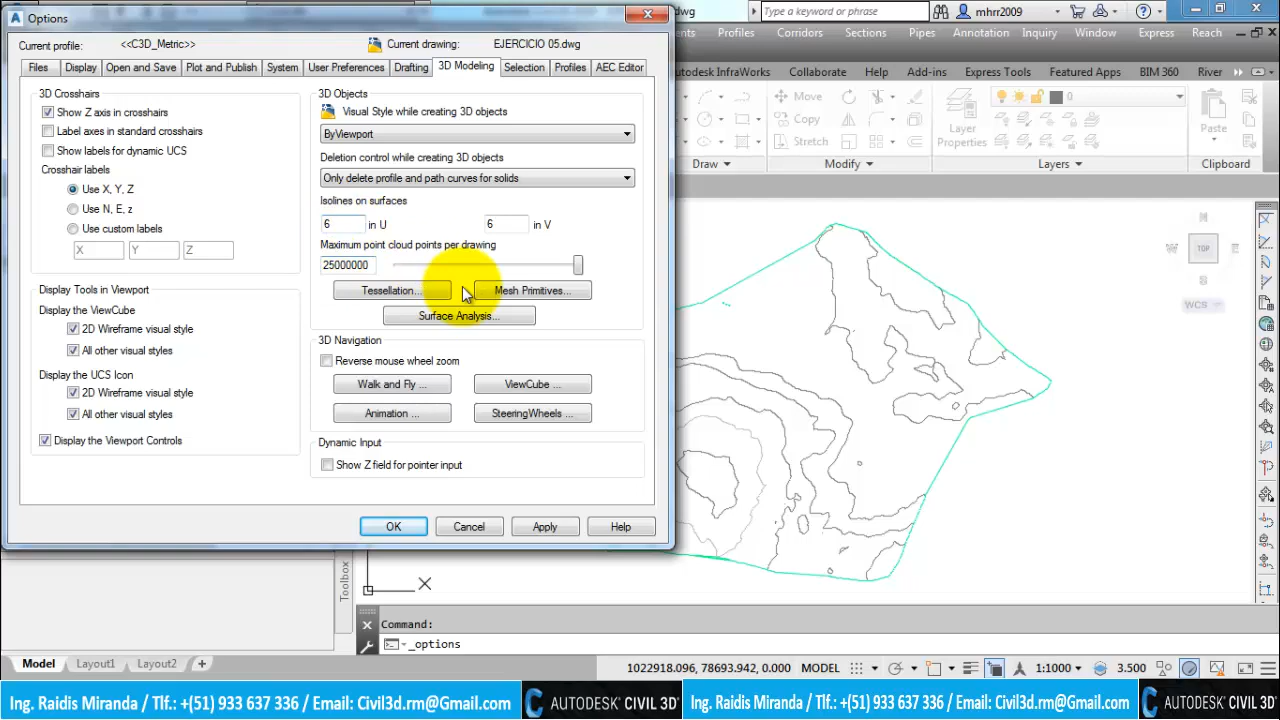 Options
dwg
Type a keyword or phrase
mhrr2009
Current profile:
<<C3D_Metric>>
Current drawing:
EJERCICIO 05.dwg
Profiles
Corridors
Sections
Pipes
Annotation
Inquiry
Window
Express
Reach
Files
Display
Open and Save
Plot and Publish
System
User Preferences
Drafting
3D Modeling
Selection
Profiles
AEC Editor
Autodesk InfraWorks
Collaborate
Help
Add-ins
Express Tools
Featured Apps
BIM 360
River
3D Crosshairs
Show Z axis in crosshairs
Label axes in standard crosshairs
Show labels for dynamic UCS
Crosshair labels
Use X, Y, Z
Use N, E, z
Use custom labels
X
Y
Z
Display Tools in Viewport
Display the ViewCube
2D Wireframe visual style
All other visual styles
Display the UCS Icon
2D Wireframe visual style
All other visual styles
Display the Viewport Controls
3D Objects
Visual Style while creating 3D objects
ByViewport
Deletion control while creating 3D objects
Only delete profile and path curves for solids
Isolines on surfaces
6 in U
6 in V
Maximum point cloud points per drawing
25000000
Tessellation...
Mesh Primitives...
Surface Analysis...
3D Navigation
Reverse mouse wheel zoom
Walk and Fly ...
ViewCube ...
Animation ...
SteeringWheels ...
Dynamic Input
Show Z field for pointer input
OK
Cancel
Apply
Help
Move
Copy
Stretch
Draw
Modify
Layer
Properties
0
Layers
Paste
Clipboard
TOP
WCS
Toolbox
X
Command:
_options
Model
Layout1
Layout2
+
1022918.096, 78693.942, 0.000
MODEL
1:1000
3.500
Ing. Raidis Miranda / Tlf.: +(51) 933 637 336 / Email: Civil3d.rm@Gmail.com
AUTODESK® CIVIL 3D®
Ing. Raidis Miranda / Tlf.: +(51) 933 637 336 / Email: Civil3d.rm@Gmail.com
AUTODESK® CIVIL 3D